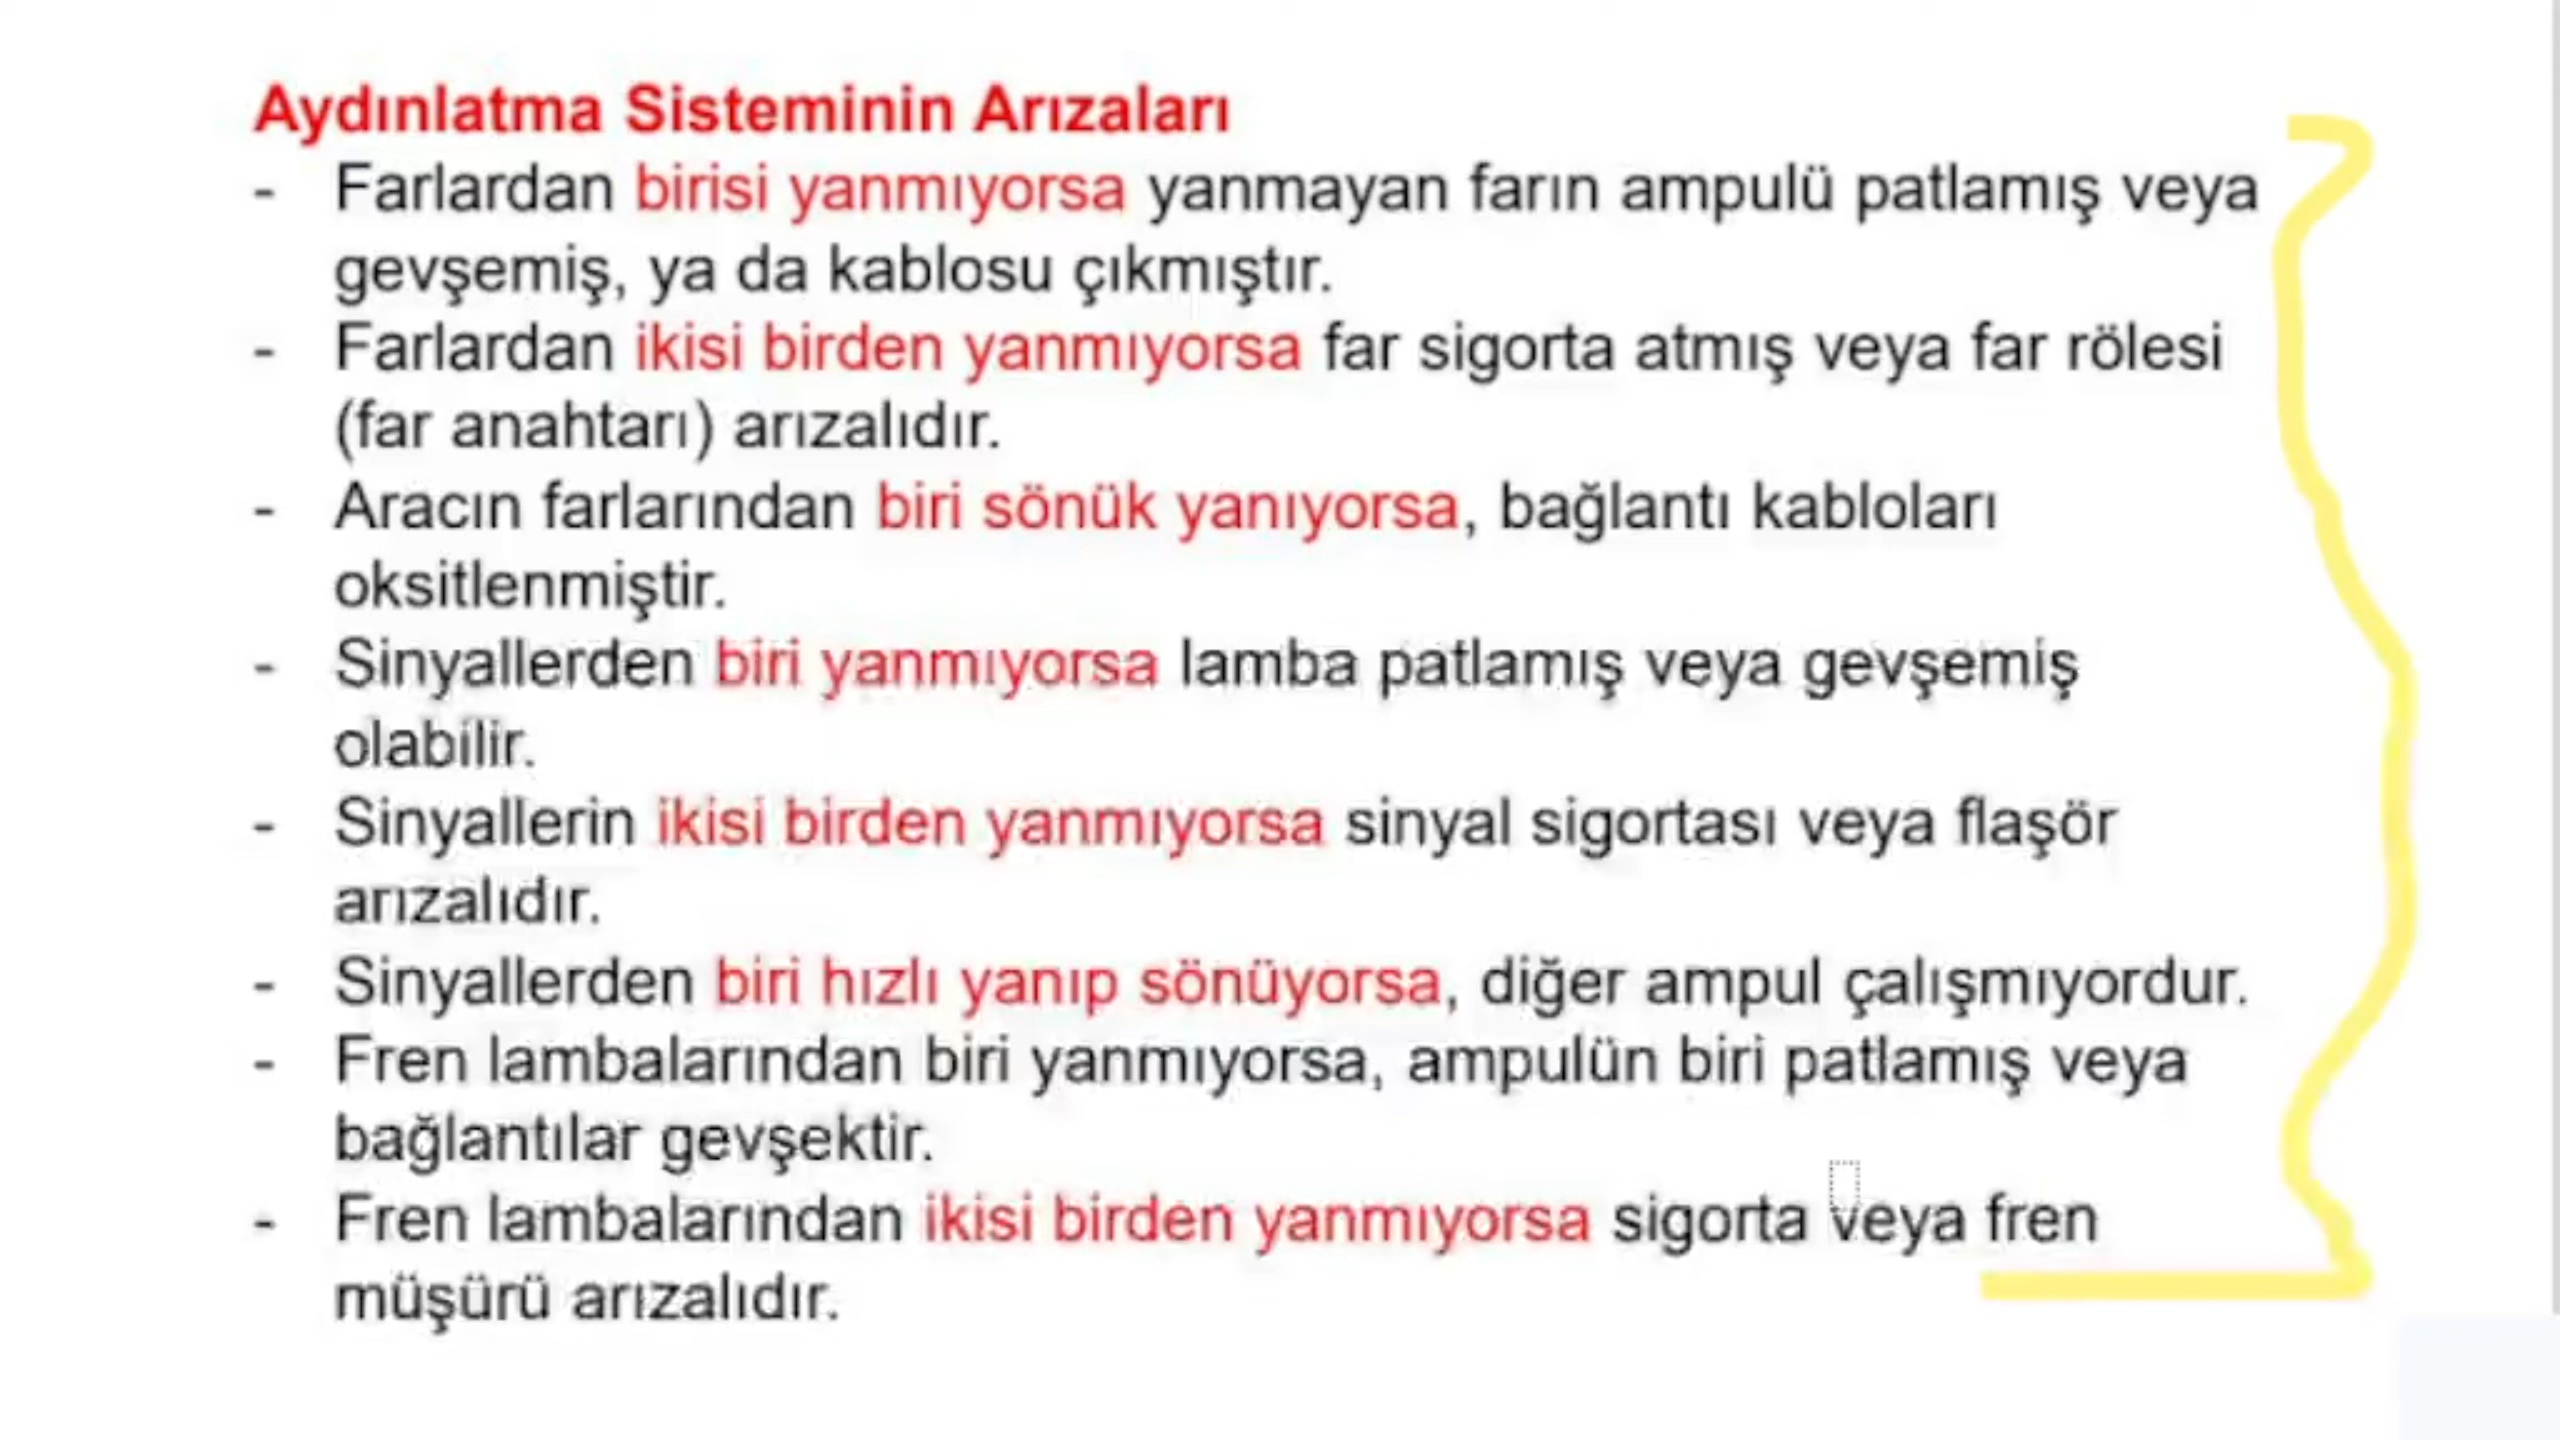 Aydınlatma Sisteminin Arızaları
- Farlardan birisi yanmıyorsa yanmayan farın ampulü patlamış veya
gevşemiş, ya da kablosu çıkmıştır.
- Farlardan ikisi birden yanmıyorsa far sigorta atmış veya far rölesi
(far anahtarı) arızalıdır.
- Aracın farlarından biri sönük yanıyorsa, bağlantı kabloları
oksitlenmiştir.
- Sinyallerden biri yanmıyorsa lamba patlamış veya gevşemiş
olabilir.
- Sinyallerin ikisi birden yanmıyorsa sinyal sigortası veya flaşör
arızalıdır.
- Sinyallerden biri hızlı yanıp sönüyorsa, diğer ampul çalışmıyordur.
- Fren lambalarından biri yanmıyorsa, ampulün biri patlamış veya
bağlantılar gevşektir.
- Fren lambalarından ikisi birden yanmıyorsa sigorta veya fren
müşürü arızalıdır.